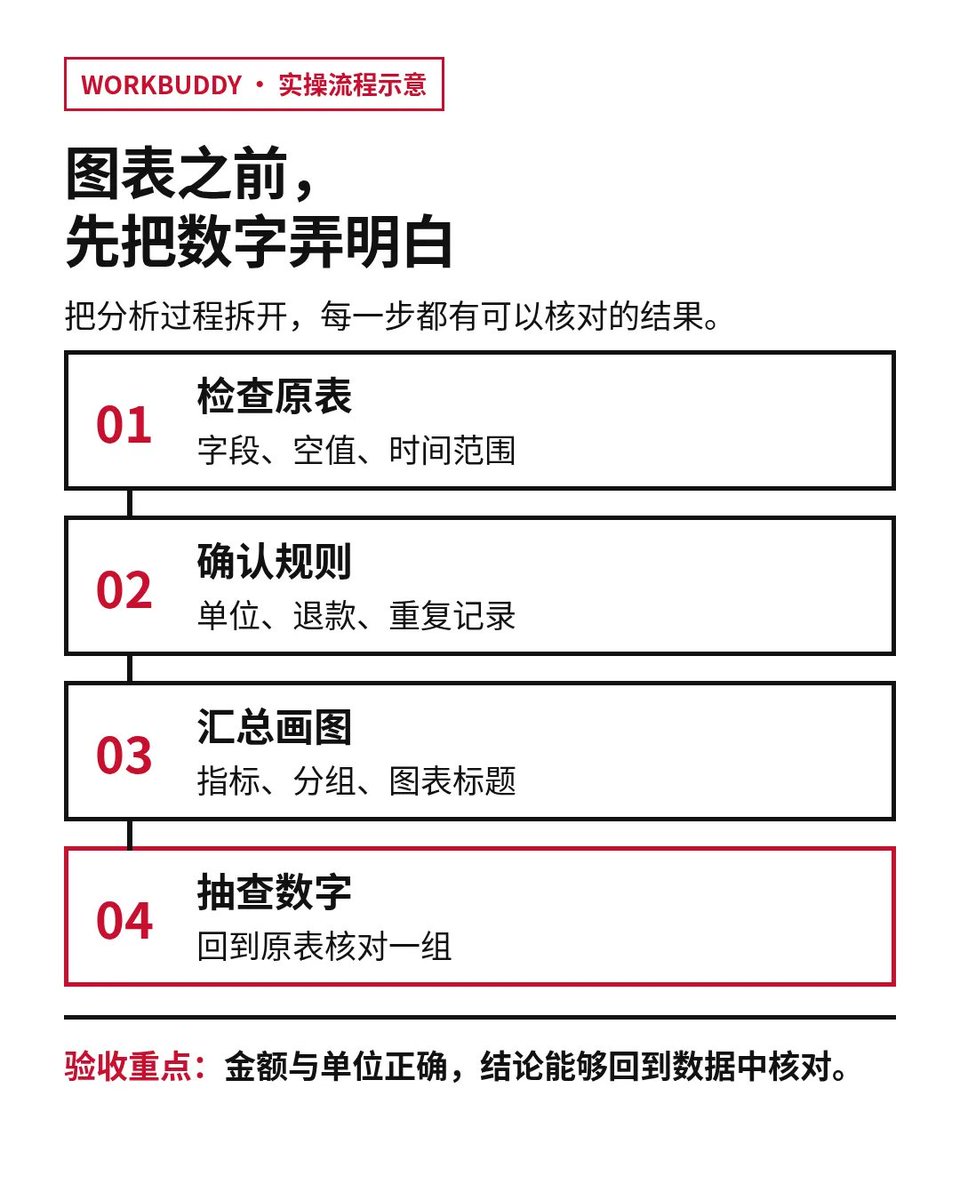 WORKBUDDY · 实操流程示意
图表之前，
先把数字弄明白
把分析过程拆开，每一步都有可以核对的结果。
01
检查原表
字段、空值、时间范围
02
确认规则
单位、退款、重复记录
03
汇总画图
指标、分组、图表标题
04
抽查数字
回到原表核对一组
验收重点：金额与单位正确，结论能够回到数据中核对。